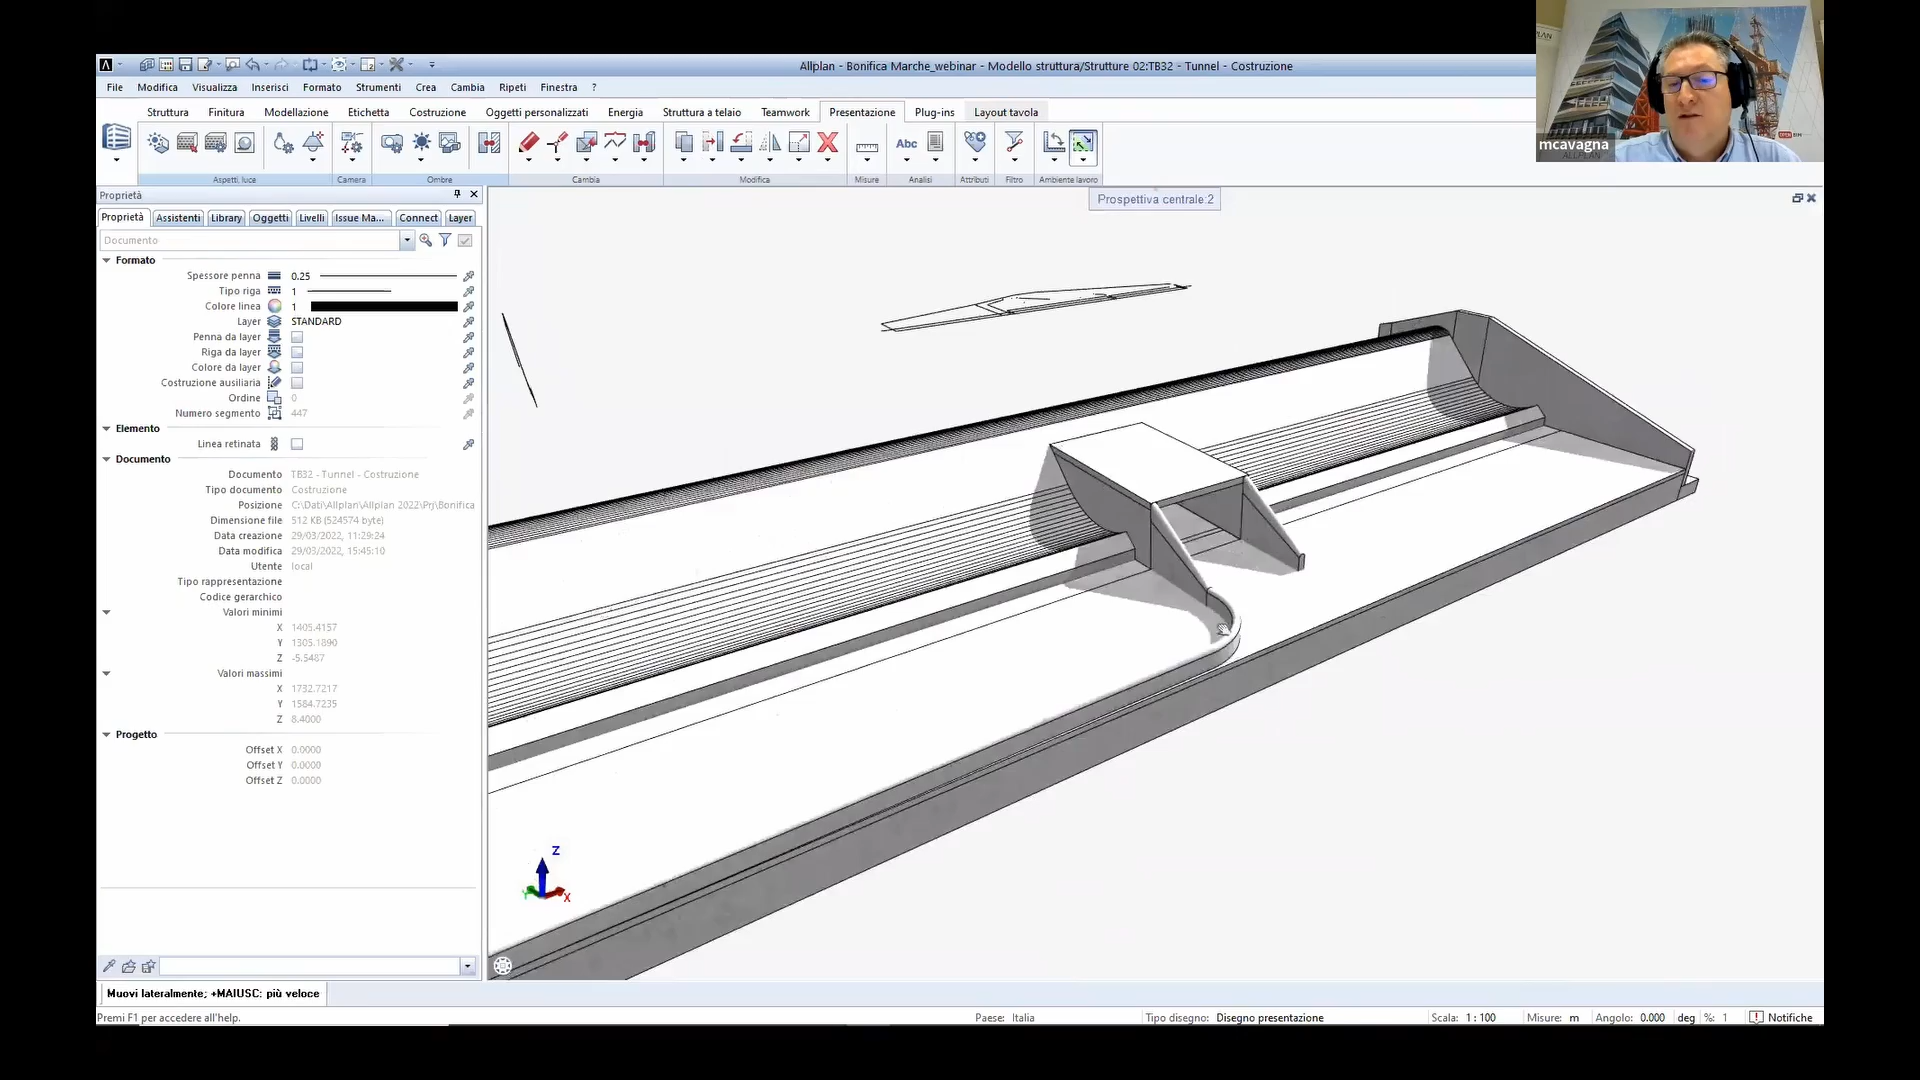 Allplan - Bonifica Marche_webinar - Modello struttura/Strutture 02:TB32 - Tunnel - Costruzione
File Modifica Visualizza Inserisci Formato Strumenti Crea Cambia Ripeti Finestra ?
Struttura Finitura Modellazione Etichetta Costruzione Oggetti personalizzati Energia Struttura a telaio Teamwork Presentazione Plug-ins Layout tavola
Abc
Aspetti, luce Camera Ombre Cambia Modifica Misure Analisi Attributi Filtro Ambiente lavoro
mcavagna
ALLPLAN
Proprietà
Prospettiva centrale:2
Proprietà Assistenti Library Oggetti Livelli Issue Ma... Connect Layer
Documento
Formato
Spessore penna 0.25
Tipo riga 1
Colore linea 1
Layer STANDARD
Penna da layer
Riga da layer
Colore da layer
Costruzione ausiliaria
Ordine 0
Numero segmento 447
Elemento
Linea retinata
Documento
Documento TB32 - Tunnel - Costruzione
Tipo documento Costruzione
Posizione C:\Dati\Allplan\Allplan 2022\Prj\Bonifica
Dimensione file 512 KB (524574 byte)
Data creazione 29/03/2022, 11:29:24
Data modifica 29/03/2022, 15:45:10
Utente local
Tipo rappresentazione
Codice gerarchico
Valori minimi
X 1405.4157
Y 1305.1890
Z -5.5487
Valori massimi
X 1732.7217
Y 1584.7235
Z 8.4000
Progetto
Offset X 0.0000
Offset Y 0.0000
Offset Z 0.0000
Z
X
Muovi lateralmente; +MAIUSC: più veloce
Premi F1 per accedere all'help. Paese: Italia Tipo disegno: Disegno presentazione Scala: 1 : 100 Misure: m Angolo: 0.000 deg %: 1 Notifiche